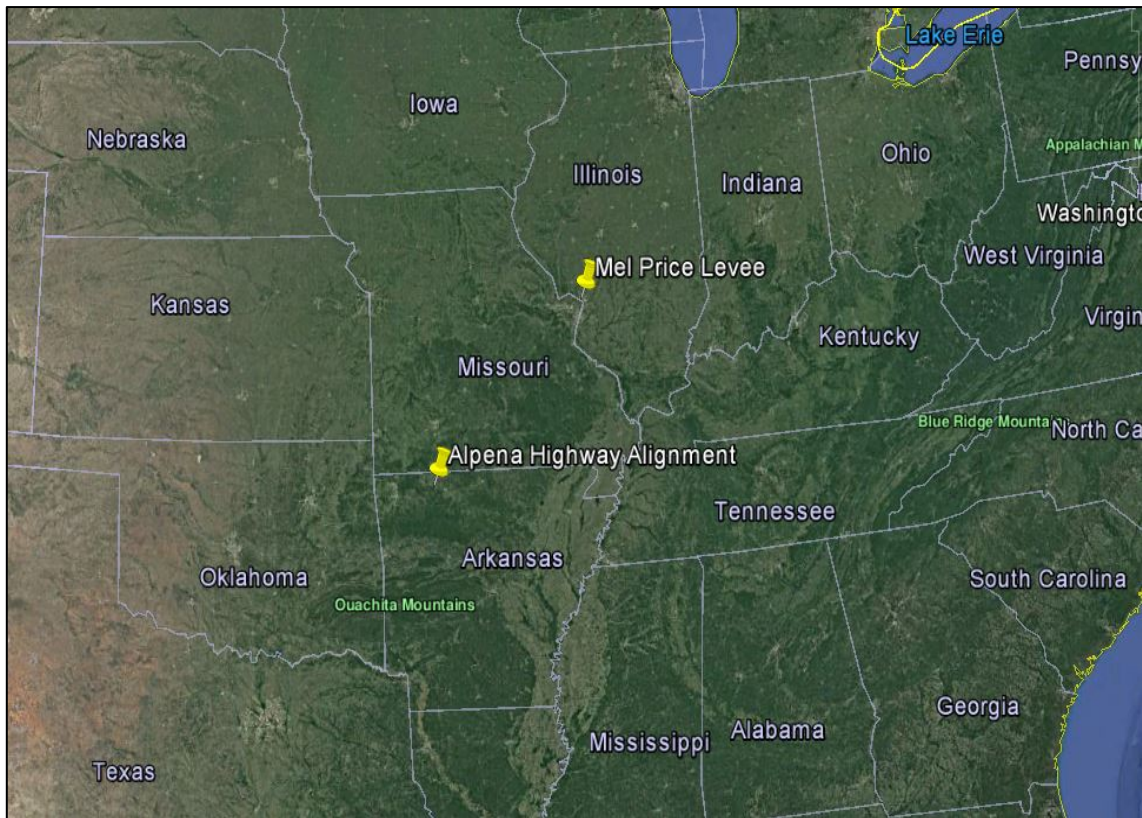 Lake Erie
Pennsy
Iowa
Nebraska
Ohio
Appalachian M
Illinois
Indiana
Washingto
West Virginia
Mel Price Levee
Kansas
Virgin
Kentucky
Missouri
Blue Ridge Mountain
North Ca
Alpena Highway Alignment
Tennessee
Arkansas
Oklahoma
South Carolina
Ouachita Mountains
Georgia
Alabama
Mississippi
Texas